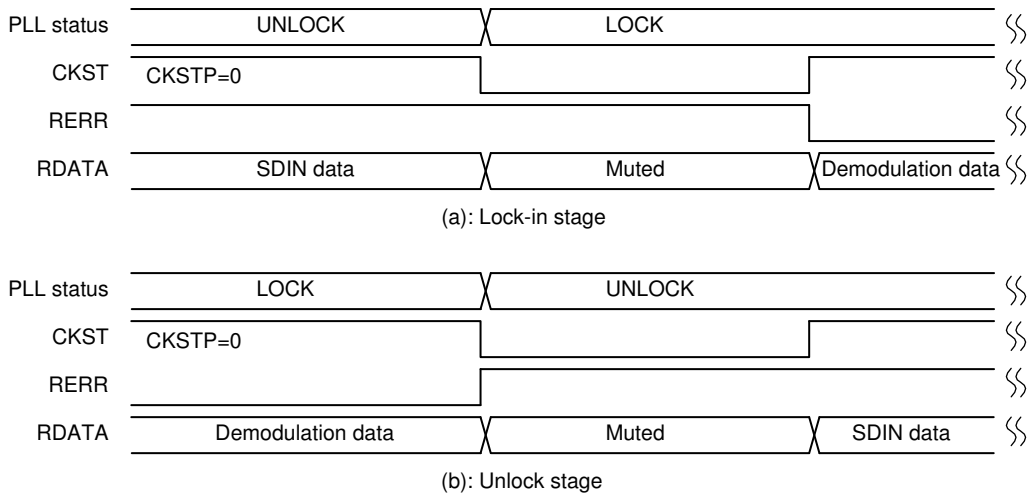 PLL status UNLOCK LOCK
CKST CKSTP=0
RERR
RDATA SDIN data Muted Demodulation data
(a): Lock-in stage
PLL status LOCK UNLOCK
CKST CKSTP=0
RERR
RDATA Demodulation data Muted SDIN data
(b): Unlock stage